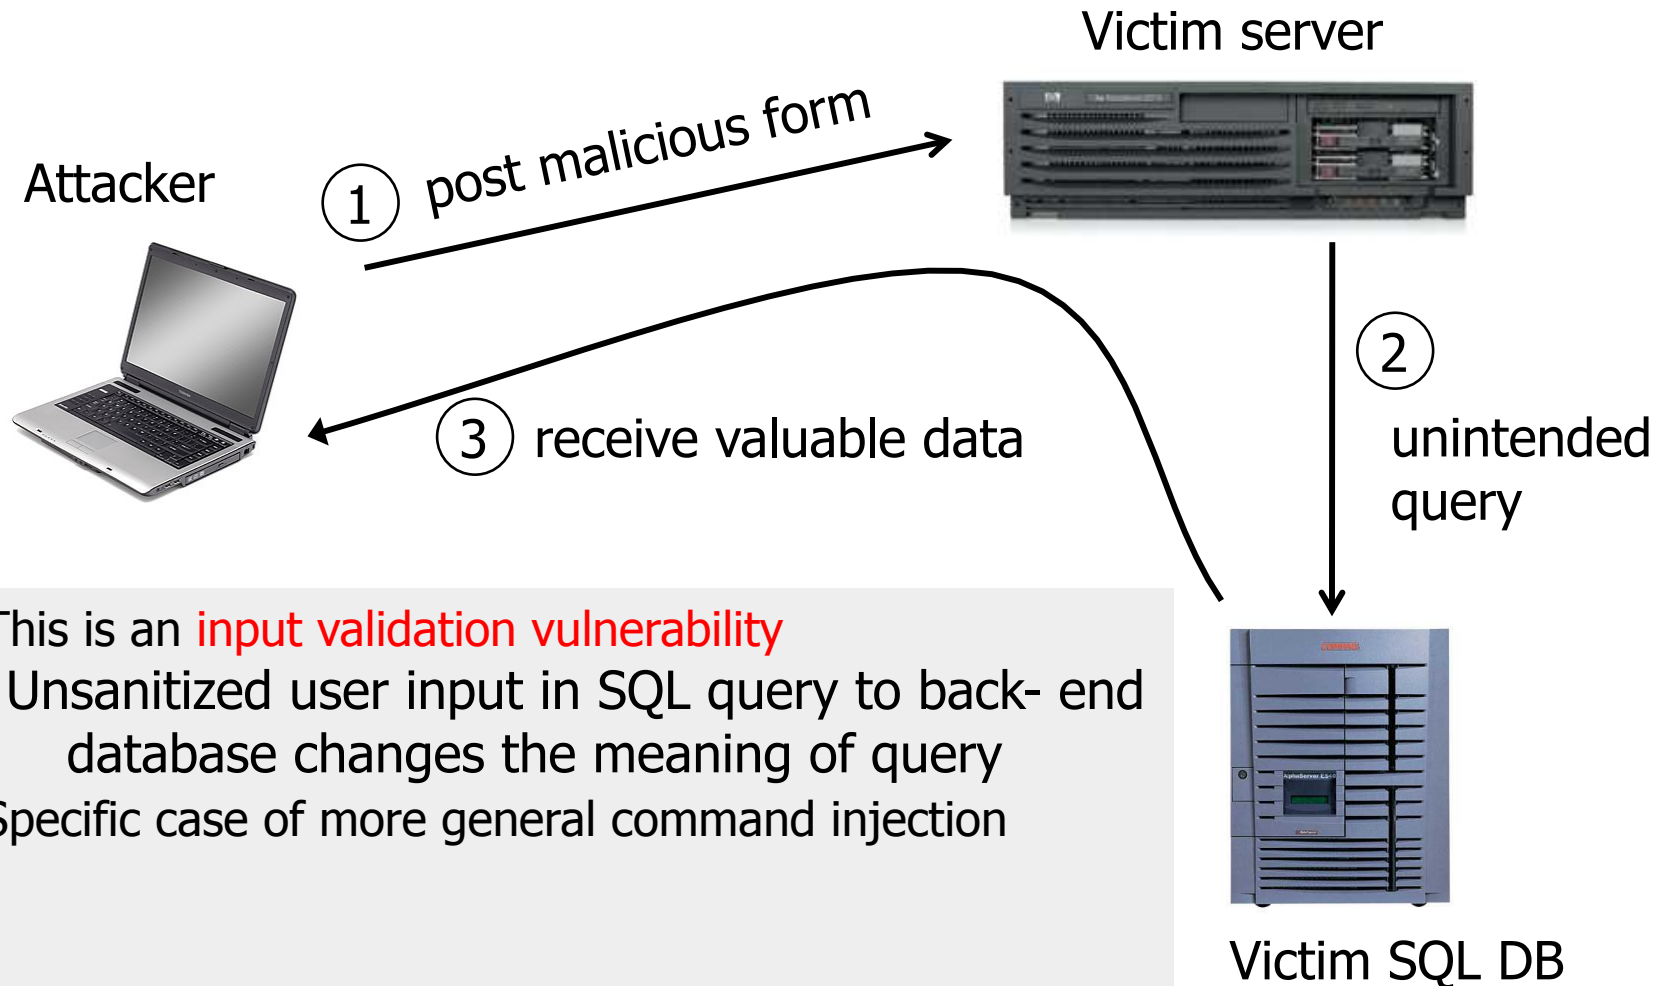 Victim server
Attacker
1 post malicious form
2
3 receive valuable data
unintended
query
This is an input validation vulnerability
Unsanitized user input in SQL query to back- end
database changes the meaning of query
Specific case of more general command injection
Victim SQL DB